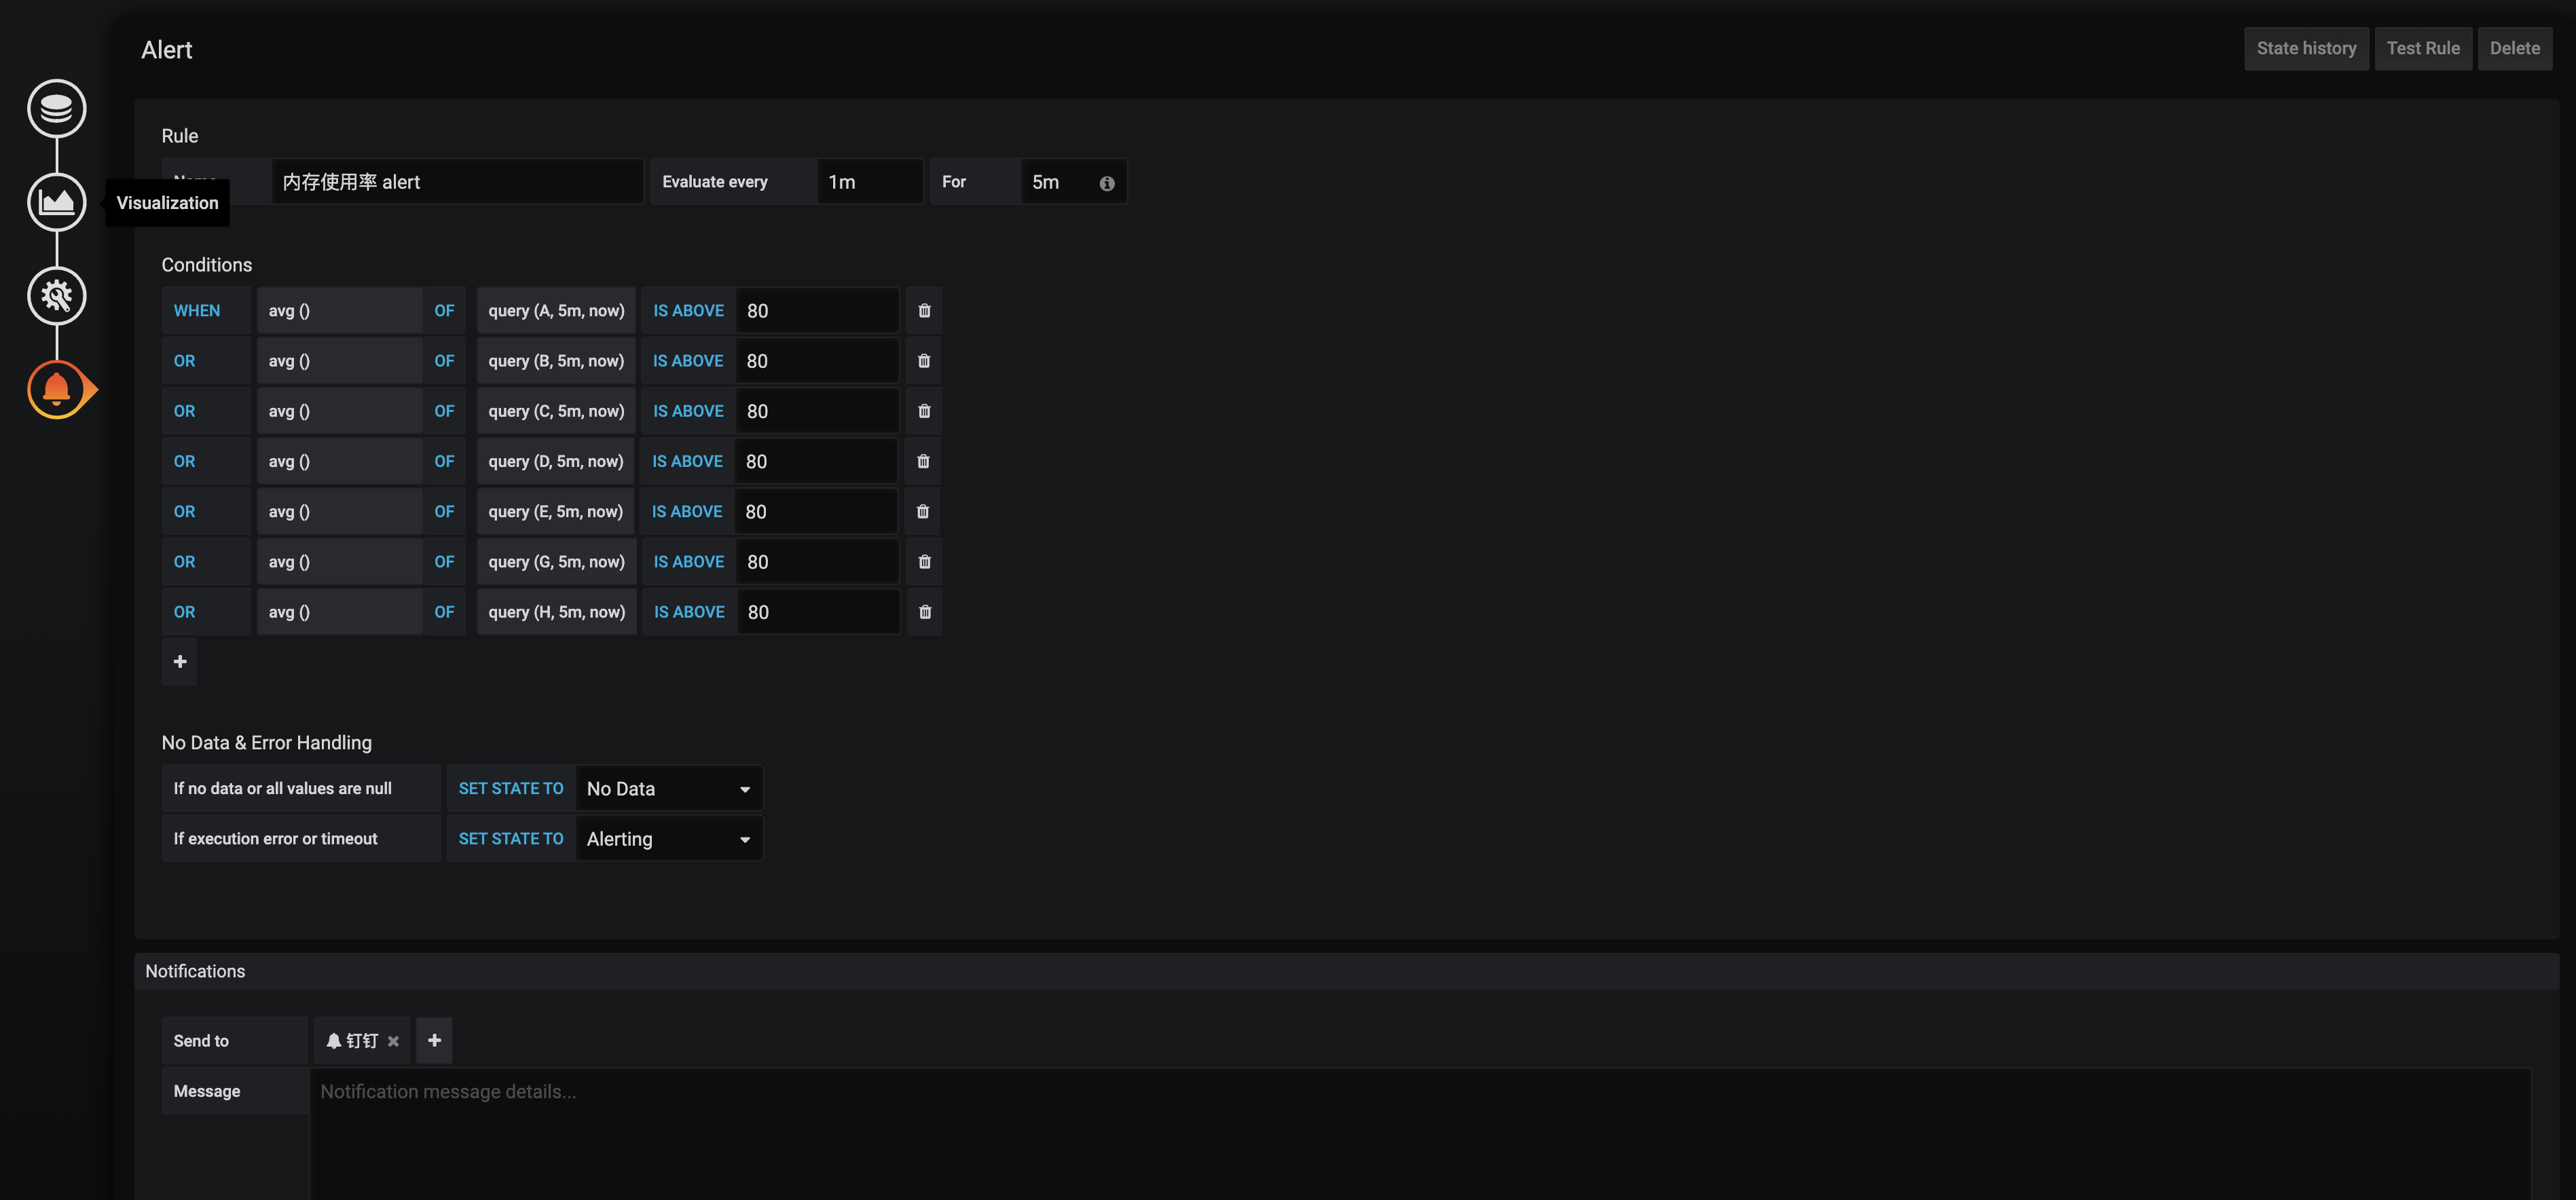 Alert
State history Test Rule Delete
Rule
内存使用率 alert Evaluate every 1m For 5m
Visualization
Conditions
WHEN avg () OF query (A, 5m, now) IS ABOVE 80
OR avg () OF query (B, 5m, now) IS ABOVE 80
OR avg () OF query (C, 5m, now) IS ABOVE 80
OR avg () OF query (D, 5m, now) IS ABOVE 80
OR avg () OF query (E, 5m, now) IS ABOVE 80
OR avg () OF query (G, 5m, now) IS ABOVE 80
OR avg () OF query (H, 5m, now) IS ABOVE 80
No Data & Error Handling
If no data or all values are null SET STATE TO No Data
If execution error or timeout SET STATE TO Alerting
Notifications
Send to 钉钉
Message Notification message details...